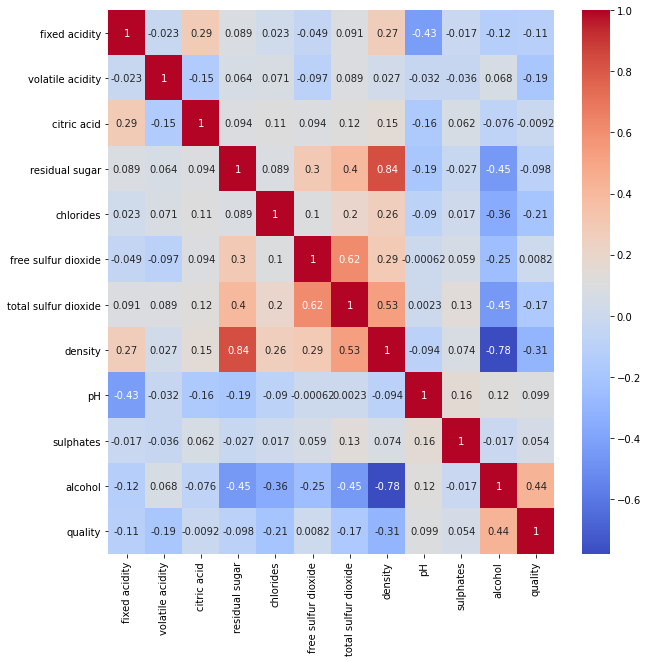 fixed acidity 1 -0.023 0.29 0.089 0.023 -0.049 0.091 0.27 -0.43 -0.017 -0.12 -0.11
volatile acidity -0.023 1 -0.15 0.064 0.071 -0.097 0.089 0.027 -0.032 -0.036 0.068 -0.19
citric acid 0.29 -0.15 1 0.094 0.11 0.094 0.12 0.15 -0.16 0.062 -0.076 -0.0092
residual sugar 0.089 0.064 0.094 1 0.089 0.3 0.4 0.84 -0.19 -0.027 -0.45 -0.098
chlorides 0.023 0.071 0.11 0.089 1 0.1 0.2 0.26 -0.09 0.017 -0.36 -0.21
free sulfur dioxide -0.049 -0.097 0.094 0.3 0.1 1 0.62 0.29 -0.00062 0.059 -0.25 0.0082
total sulfur dioxide 0.091 0.089 0.12 0.4 0.2 0.62 1 0.53 0.0023 0.13 -0.45 -0.17
density 0.27 0.027 0.15 0.84 0.26 0.29 0.53 1 -0.094 0.074 -0.78 -0.31
pH -0.43 -0.032 -0.16 -0.19 -0.09 -0.00062 0.0023 -0.094 1 0.16 0.12 0.099
sulphates -0.017 -0.036 0.062 -0.027 0.017 0.059 0.13 0.074 0.16 1 -0.017 0.054
alcohol -0.12 0.068 -0.076 -0.45 -0.36 -0.25 -0.45 -0.78 0.12 -0.017 1 0.44
quality -0.11 -0.19 -0.0092 -0.098 -0.21 0.0082 -0.17 -0.31 0.099 0.054 0.44 1
fixed acidity
volatile acidity
citric acid
residual sugar
chlorides
free sulfur dioxide
total sulfur dioxide
density
pH
sulphates
alcohol
quality
1.0
0.8
0.6
0.4
0.2
0.0
−0.2
−0.4
−0.6